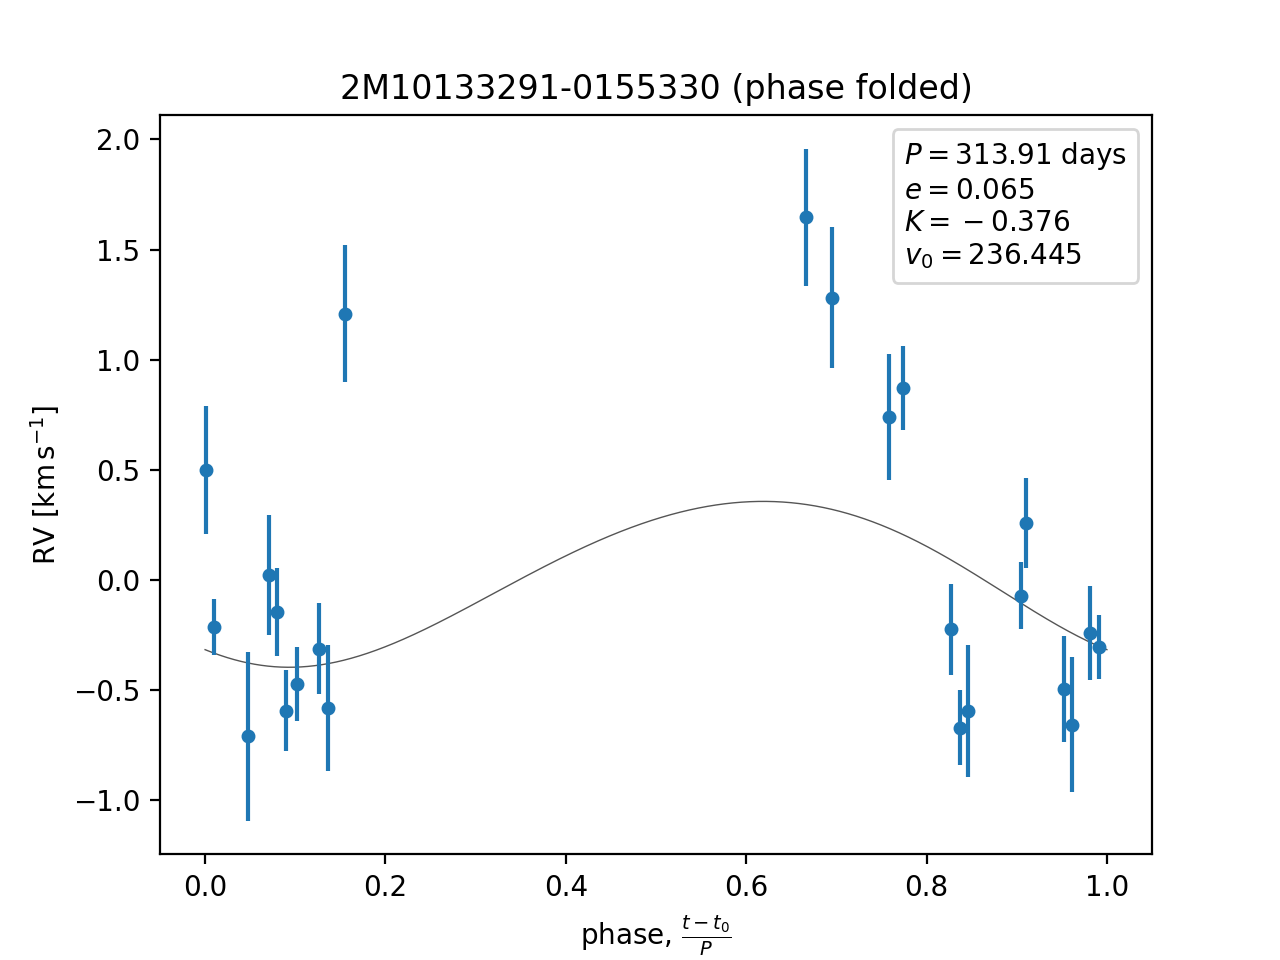 2M10133291-0155330 (phase folded)
P = 313.91 days
e = 0.065
K = −0.376
v₀ = 236.445
2.0
1.5
1.0
0.5
0.0
−0.5
−1.0
RV [km s⁻¹]
0.0 0.2 0.4 0.6 0.8 1.0
phase, (t − t₀)/P